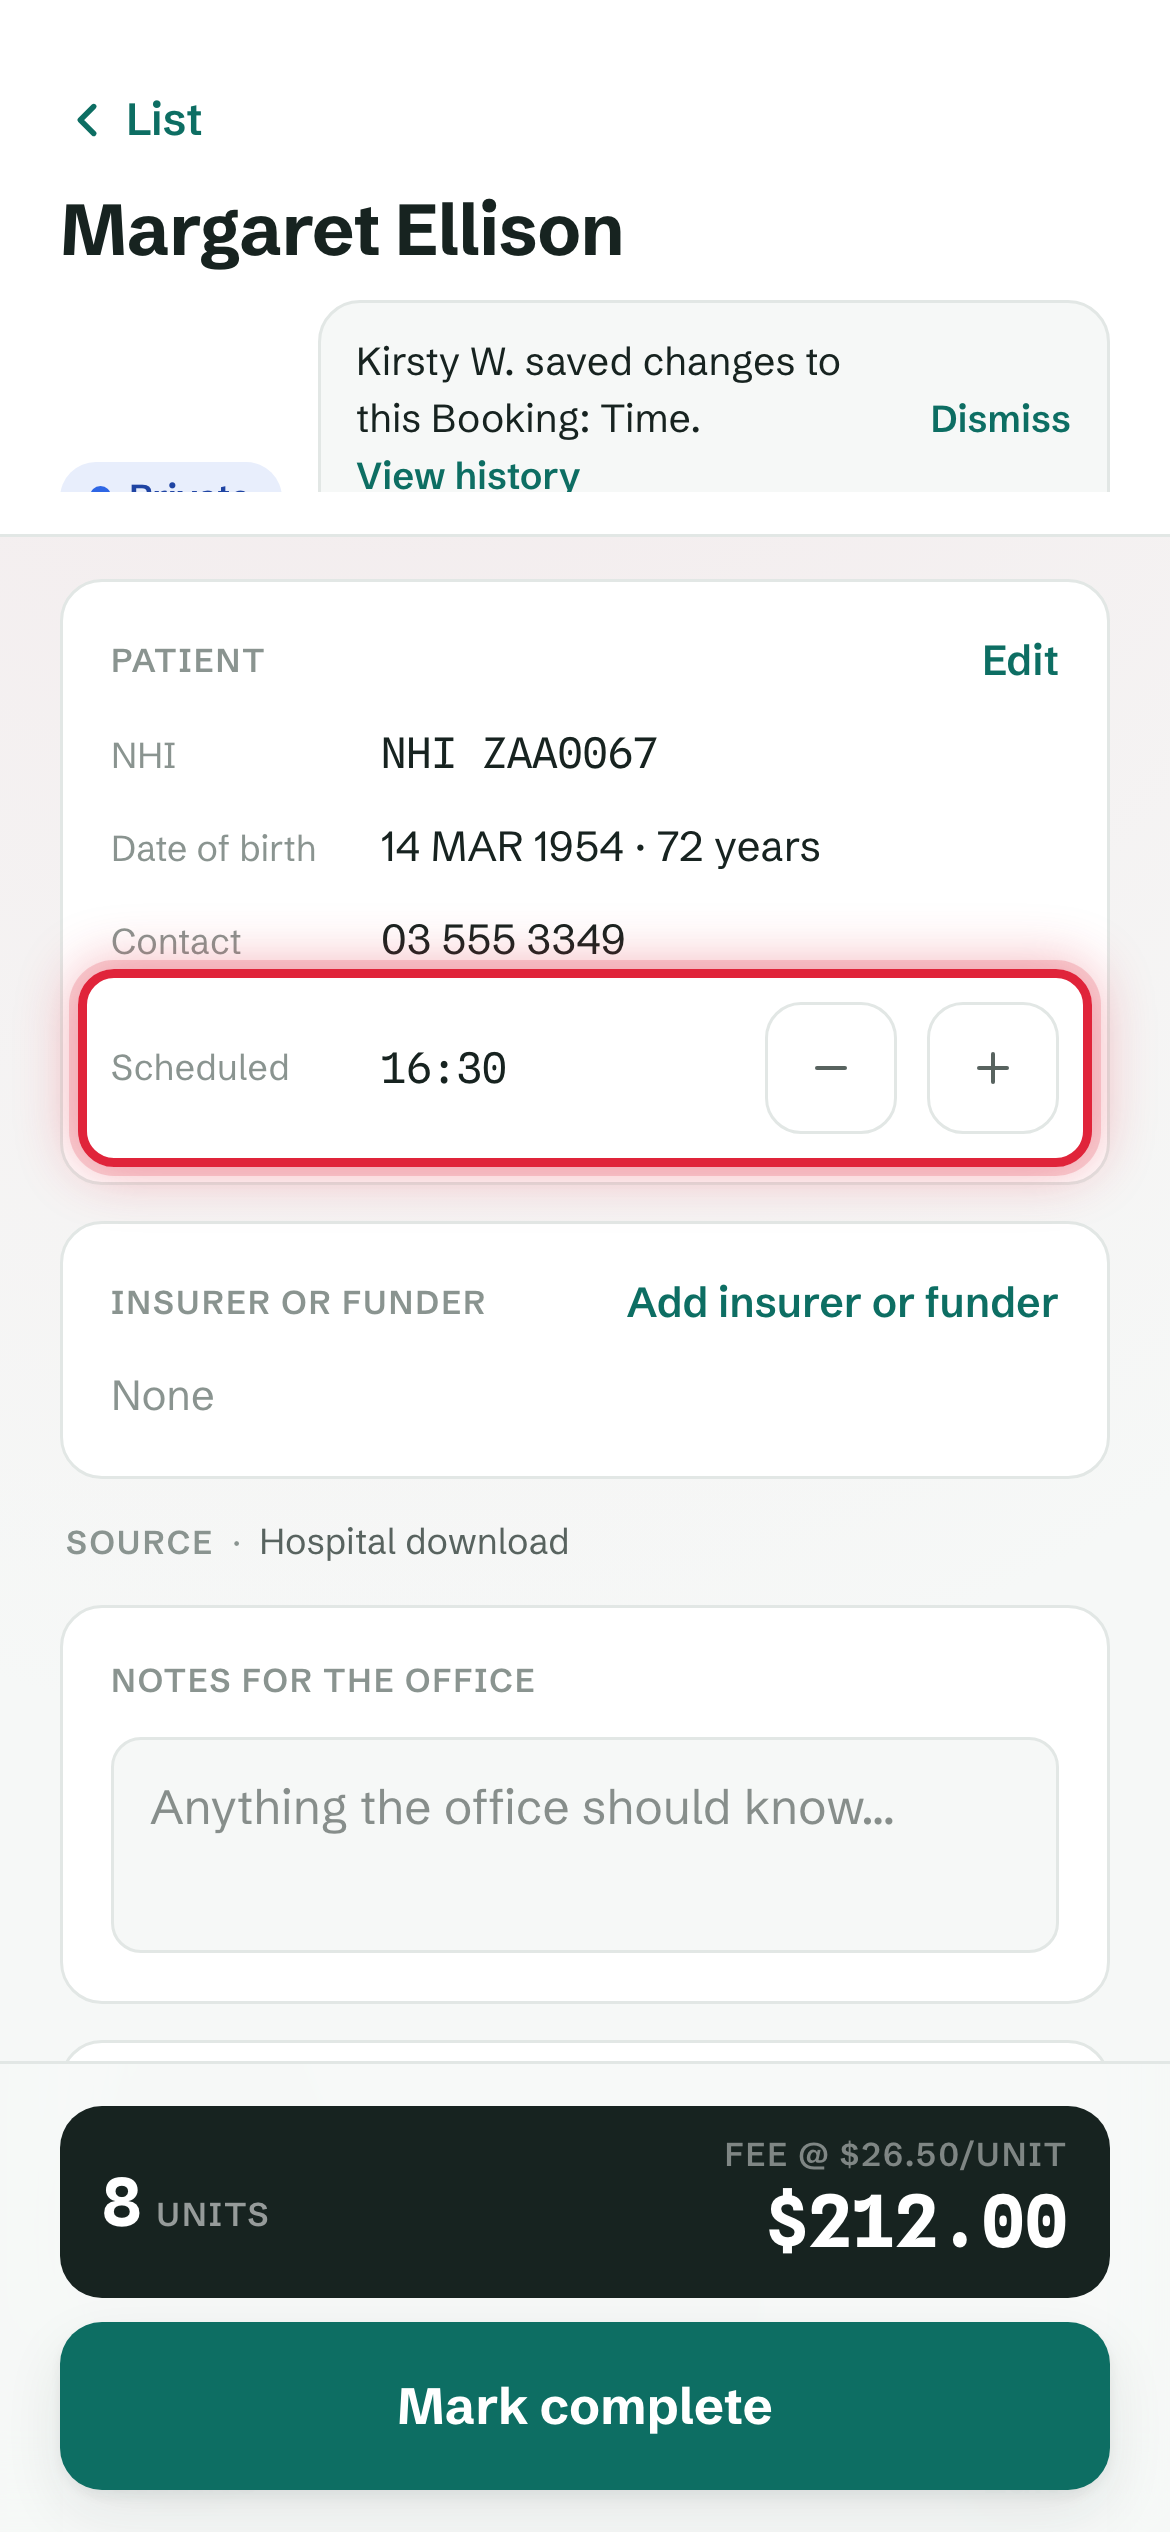 List
Margaret Ellison
Kirsty W. saved changes to
this Booking: Time.
Dismiss
View history
Private
PATIENT
Edit
NHI
NHI ZAA0067
Date of birth
14 MAR 1954 · 72 years
Contact
03 555 3349
Scheduled
16:30
INSURER OR FUNDER
Add insurer or funder
None
SOURCE · Hospital download
NOTES FOR THE OFFICE
Anything the office should know...
8 UNITS
FEE @ $26.50/UNIT
$212.00
Mark complete